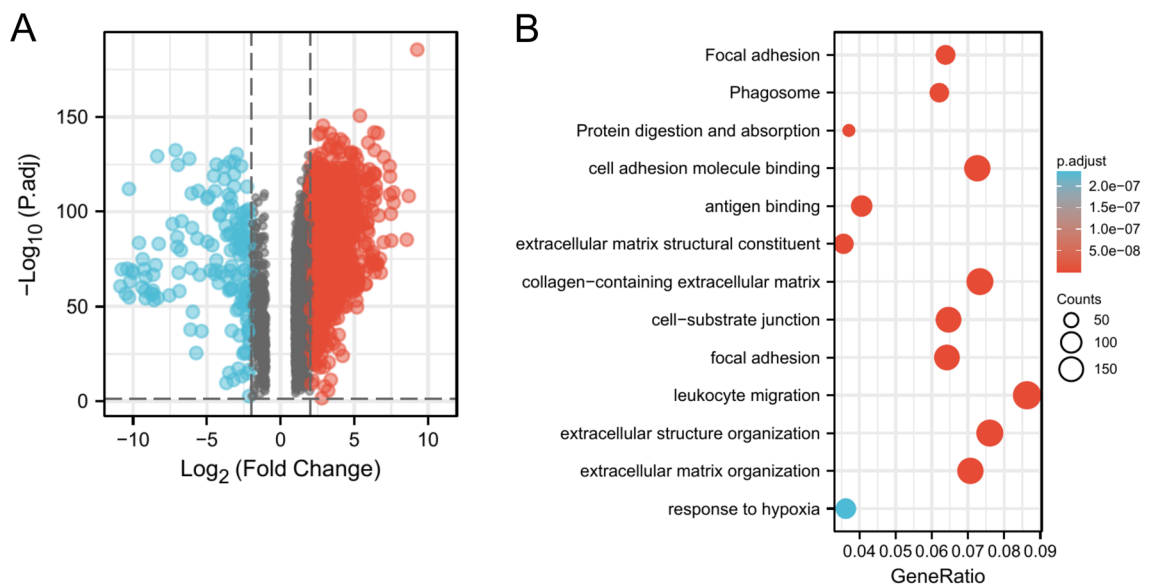 A
−Log10 (P.adj)
150
100
50
0
−10 −5 0 5 10
Log2 (Fold Change)
B
Focal adhesion
Phagosome
Protein digestion and absorption
cell adhesion molecule binding
antigen binding
extracellular matrix structural constituent
collagen−containing extracellular matrix
cell−substrate junction
focal adhesion
leukocyte migration
extracellular structure organization
extracellular matrix organization
response to hypoxia
0.04 0.05 0.06 0.07 0.08 0.09
GeneRatio
p.adjust
2.0e−07
1.5e−07
1.0e−07
5.0e−08
Counts
50
100
150